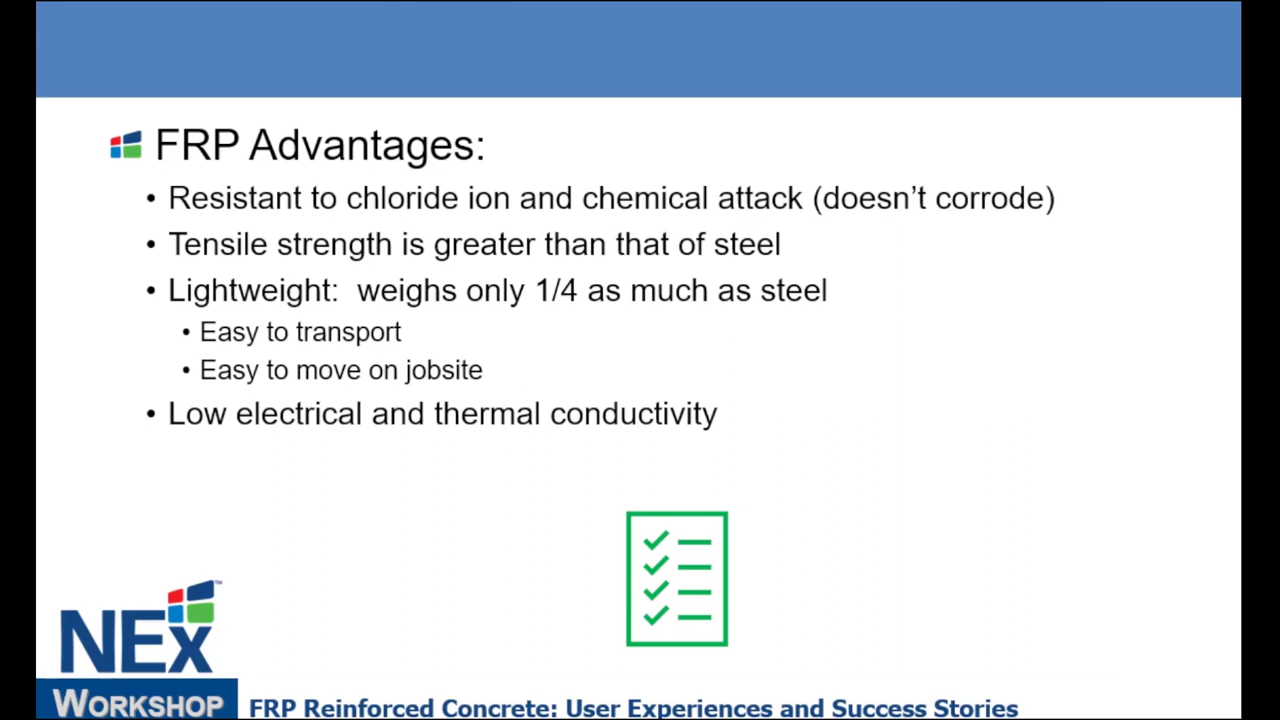 FRP Advantages:
• Resistant to chloride ion and chemical attack (doesn’t corrode)
• Tensile strength is greater than that of steel
• Lightweight:  weighs only 1/4 as much as steel
• Easy to transport
• Easy to move on jobsite
• Low electrical and thermal conductivity
NEx™
WORKSHOP
FRP Reinforced Concrete: User Experiences and Success Stories